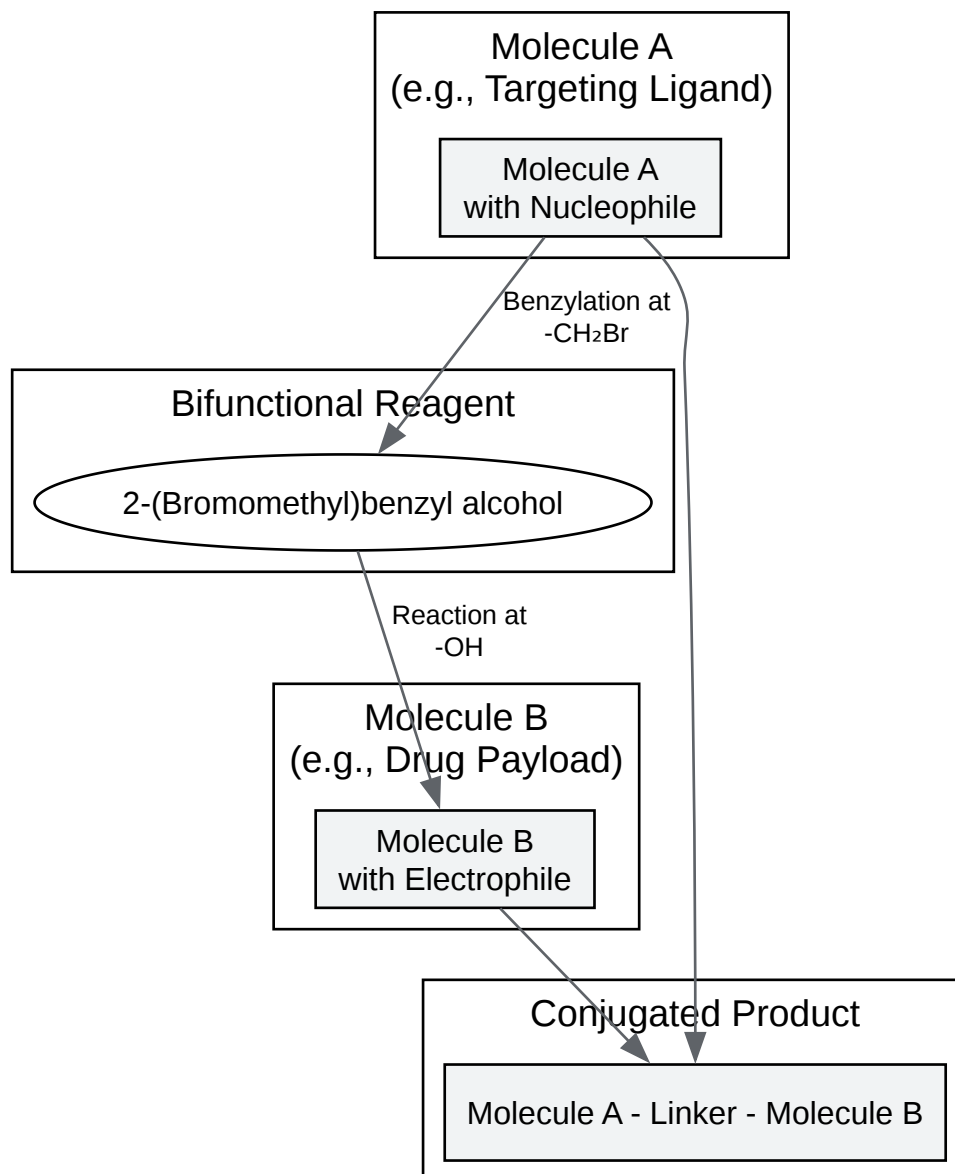 Molecule A
(e.g., Targeting Ligand)
Molecule A
with Nucleophile
Benzylation at
-CH₂Br
Bifunctional Reagent
2-(Bromomethyl)benzyl alcohol
Reaction at
-OH
Molecule B
(e.g., Drug Payload)
Molecule B
with Electrophile
Conjugated Product
Molecule A - Linker - Molecule B